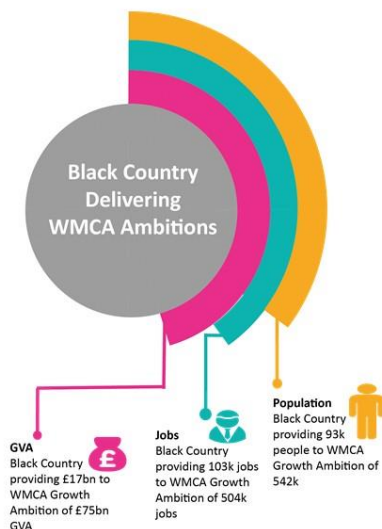 Black Country
Delivering
WMCA Ambitions
GVA
Black Country
providing £17bn to
WMCA Growth
Ambition of £75bn
GVA
£
Jobs
Black Country
providing 103k jobs
to WMCA Growth
Ambition of 504k
jobs
Population
Black Country
providing 93k
people to WMCA
Growth Ambition of
542k